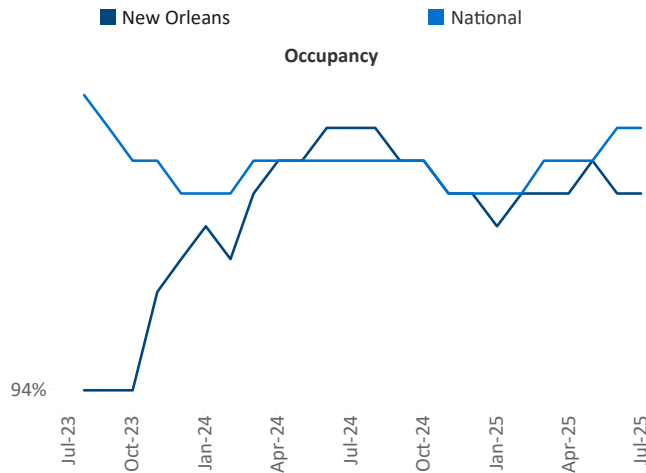 New Orleans National
Occupancy
94%
Jul-23 Oct-23 Jan-24 Apr-24 Jul-24 Oct-24 Jan-25 Apr-25 Jul-25